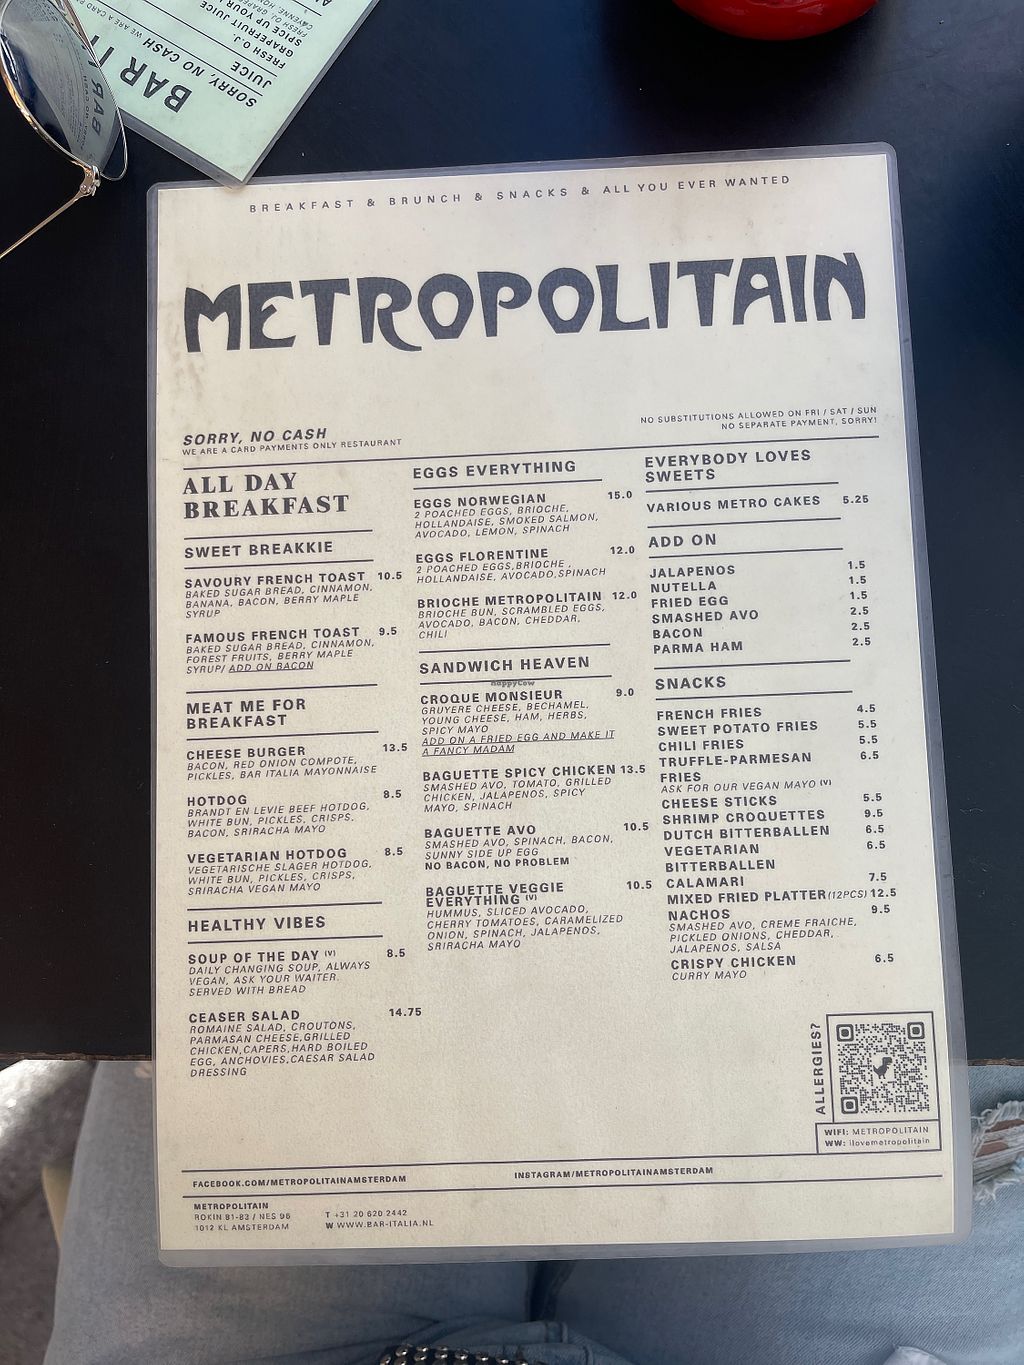 BAR I
SORRY, NO CASH WE ARE A CARD
JUICE
FRESH O.J.
GRAPEFRUIT JUICE
SPICE UP YOUR
BREAKFAST & BRUNCH & SNACKS & ALL YOU EVER WANTED
METROPOLITAIN
SORRY, NO CASH
WE ARE A CARD PAYMENTS ONLY RESTAURANT
NO SUBSTITUTIONS ALLOWED ON FRI / SAT / SUN
NO SEPARATE PAYMENT, SORRY!
ALL DAY
BREAKFAST
SWEET BREAKKIE
SAVOURY FRENCH TOAST 10.5
BAKED SUGAR BREAD, CINNAMON,
BANANA, BACON, BERRY MAPLE
SYRUP
FAMOUS FRENCH TOAST 9.5
BAKED SUGAR BREAD, CINNAMON,
FOREST FRUITS, BERRY MAPLE
SYRUP/ ADD ON BACON
MEAT ME FOR
BREAKFAST
CHEESE BURGER 13.5
BACON, RED ONION COMPOTE,
PICKLES, BAR ITALIA MAYONNAISE
HOTDOG 8.5
BRANDT EN LEVIE BEEF HOTDOG,
WHITE BUN, PICKLES, CRISPS,
BACON, SRIRACHA MAYO
VEGETARIAN HOTDOG 8.5
VEGETARISCHE SLAGER HOTDOG,
WHITE BUN, PICKLES, CRISPS,
SRIRACHA VEGAN MAYO
HEALTHY VIBES
SOUP OF THE DAY (V) 8.5
DAILY CHANGING SOUP, ALWAYS
VEGAN, ASK YOUR WAITER.
SERVED WITH BREAD
CEASER SALAD 14.75
ROMAINE SALAD, CROUTONS,
PARMASAN CHEESE,GRILLED
CHICKEN,CAPERS,HARD BOILED
EGG, ANCHOVIES,CAESAR SALAD
DRESSING
EGGS EVERYTHING
EGGS NORWEGIAN 15.0
2 POACHED EGGS, BRIOCHE,
HOLLANDAISE, SMOKED SALMON,
AVOCADO, LEMON, SPINACH
EGGS FLORENTINE 12.0
2 POACHED EGGS,BRIOCHE ,
HOLLANDAISE, AVOCADO,SPINACH
BRIOCHE METROPOLITAIN 12.0
BRIOCHE BUN, SCRAMBLED EGGS,
AVOCADO, BACON, CHEDDAR,
CHILI
SANDWICH HEAVEN
happyCow
CROQUE MONSIEUR 9.0
GRUYERE CHEESE, BECHAMEL,
YOUNG CHEESE, HAM, HERBS,
SPICY MAYO
ADD ON A FRIED EGG AND MAKE IT
A FANCY MADAM
BAGUETTE SPICY CHICKEN 13.5
SMASHED AVO, TOMATO, GRILLED
CHICKEN, JALAPENOS, SPICY
MAYO, SPINACH
BAGUETTE AVO 10.5
SMASHED AVO, SPINACH, BACON,
SUNNY SIDE UP EGG
NO BACON, NO PROBLEM
BAGUETTE VEGGIE 10.5
EVERYTHING (V)
HUMMUS, SLICED AVOCADO,
CHERRY TOMATOES, CARAMELIZED
ONION, SPINACH, JALAPENOS,
SRIRACHA MAYO
EVERYBODY LOVES
SWEETS
VARIOUS METRO CAKES 5.25
ADD ON
JALAPENOS 1.5
NUTELLA 1.5
FRIED EGG 1.5
SMASHED AVO 2.5
BACON 2.5
PARMA HAM 2.5
SNACKS
FRENCH FRIES 4.5
SWEET POTATO FRIES 5.5
CHILI FRIES 5.5
TRUFFLE-PARMESAN 6.5
FRIES
ASK FOR OUR VEGAN MAYO (V)
CHEESE STICKS 5.5
SHRIMP CROQUETTES 9.5
DUTCH BITTERBALLEN 6.5
VEGETARIAN 6.5
BITTERBALLEN
CALAMARI 7.5
MIXED FRIED PLATTER (12PCS) 12.5
NACHOS 9.5
SMASHED AVO, CREME FRAICHE,
PICKLED ONIONS, CHEDDAR,
JALAPENOS, SALSA
CRISPY CHICKEN 6.5
CURRY MAYO
ALLERGIES?
WIFI: METROPOLITAIN
WW: ilovemetropolitain
FACEBOOK.COM/METROPOLITAINAMSTERDAM
INSTAGRAM/METROPOLITAINAMSTERDAM
METROPOLITAIN
ROKIN 81-83 / NES 96
1012 KL AMSTERDAM
T +31 20 620 2442
W WWW.BAR-ITALIA.NL